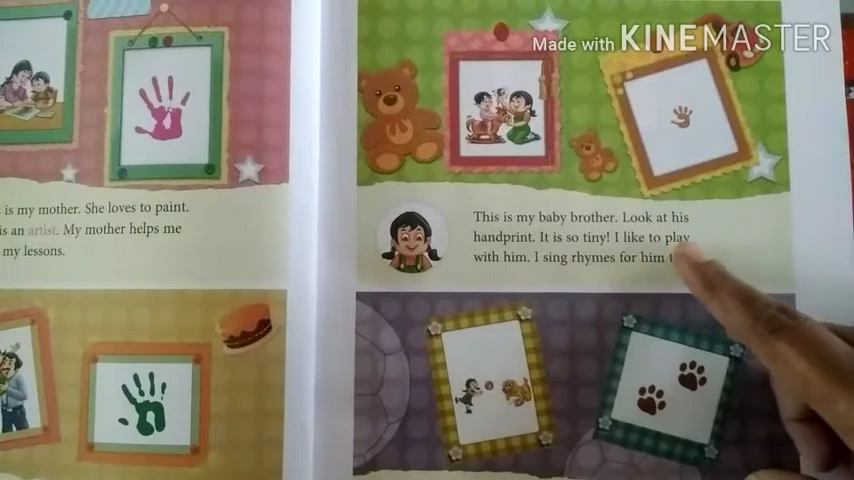 Made with KINEMASTER
is my mother. She loves to paint.
is an artist. My mother helps me
my lessons.
This is my baby brother. Look at his
handprint. It is so tiny! I like to play
with him. I sing rhymes for him